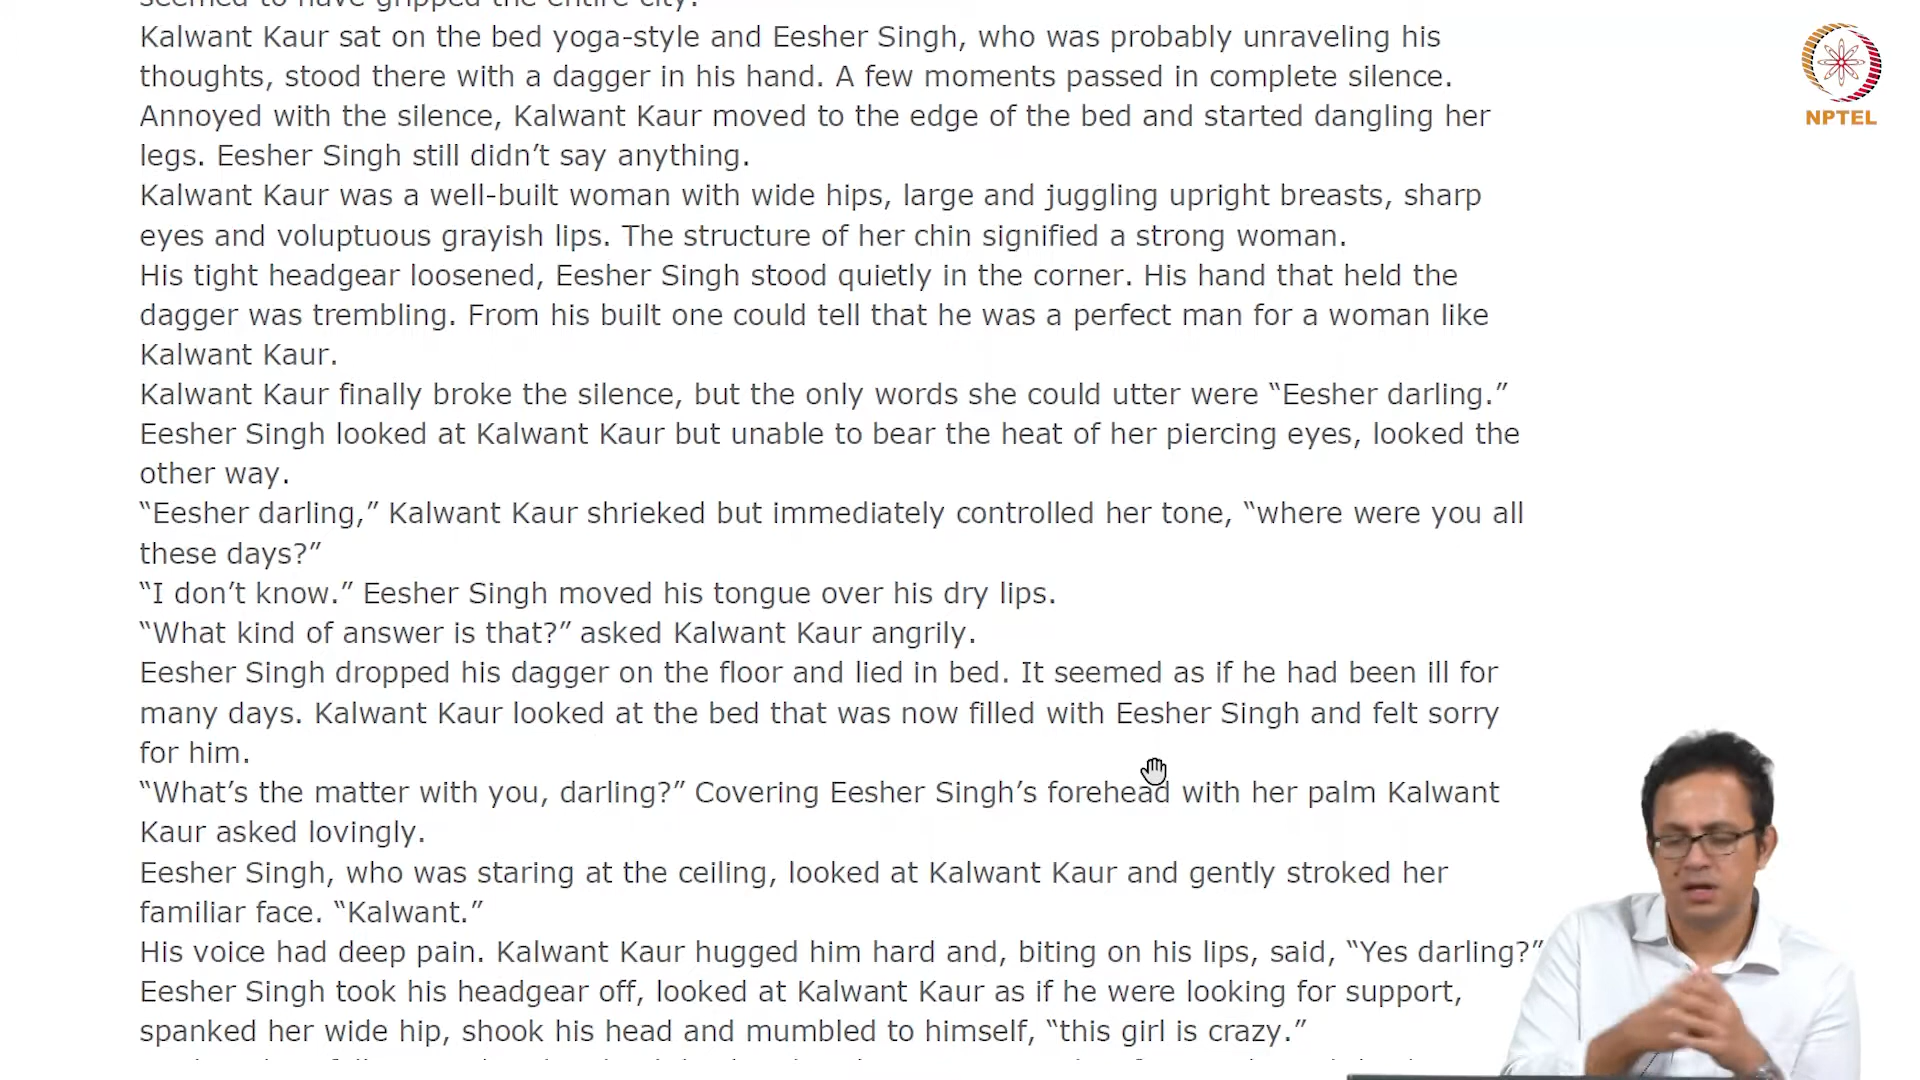 seemed to have gripped the entire city.
Kalwant Kaur sat on the bed yoga-style and Eesher Singh, who was probably unraveling his
thoughts, stood there with a dagger in his hand. A few moments passed in complete silence.
Annoyed with the silence, Kalwant Kaur moved to the edge of the bed and started dangling her
legs. Eesher Singh still didn’t say anything.
Kalwant Kaur was a well-built woman with wide hips, large and juggling upright breasts, sharp
eyes and voluptuous grayish lips. The structure of her chin signified a strong woman.
His tight headgear loosened, Eesher Singh stood quietly in the corner. His hand that held the
dagger was trembling. From his built one could tell that he was a perfect man for a woman like
Kalwant Kaur.
Kalwant Kaur finally broke the silence, but the only words she could utter were “Eesher darling.”
Eesher Singh looked at Kalwant Kaur but unable to bear the heat of her piercing eyes, looked the
other way.
“Eesher darling,” Kalwant Kaur shrieked but immediately controlled her tone, “where were you all
these days?”
“I don’t know.” Eesher Singh moved his tongue over his dry lips.
“What kind of answer is that?” asked Kalwant Kaur angrily.
Eesher Singh dropped his dagger on the floor and lied in bed. It seemed as if he had been ill for
many days. Kalwant Kaur looked at the bed that was now filled with Eesher Singh and felt sorry
for him.
“What’s the matter with you, darling?” Covering Eesher Singh’s forehead with her palm Kalwant
Kaur asked lovingly.
Eesher Singh, who was staring at the ceiling, looked at Kalwant Kaur and gently stroked her
familiar face. “Kalwant.”
His voice had deep pain. Kalwant Kaur hugged him hard and, biting on his lips, said, “Yes darling?”
Eesher Singh took his headgear off, looked at Kalwant Kaur as if he were looking for support,
spanked her wide hip, shook his head and mumbled to himself, “this girl is crazy.”
NPTEL